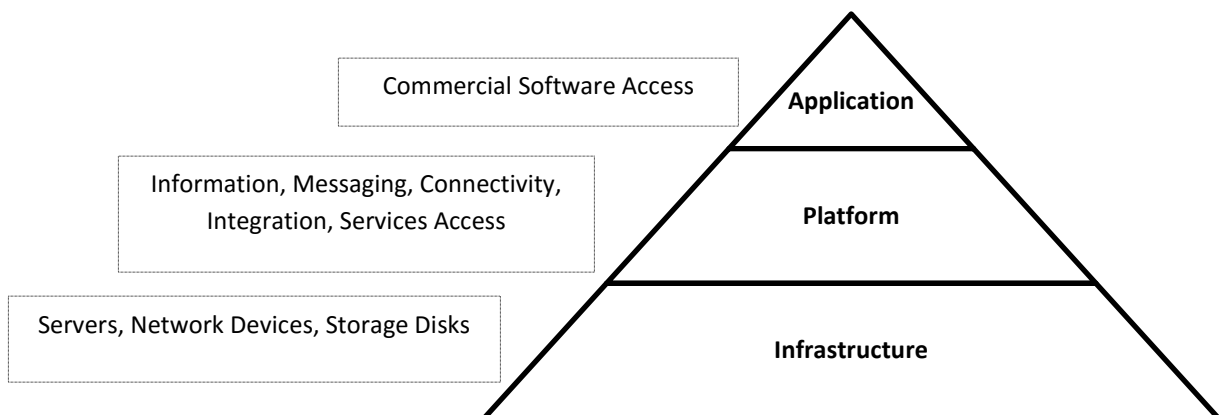 Commercial Software Access
Application
Information, Messaging, Connectivity,
Integration, Services Access
Platform
Servers, Network Devices, Storage Disks
Infrastructure